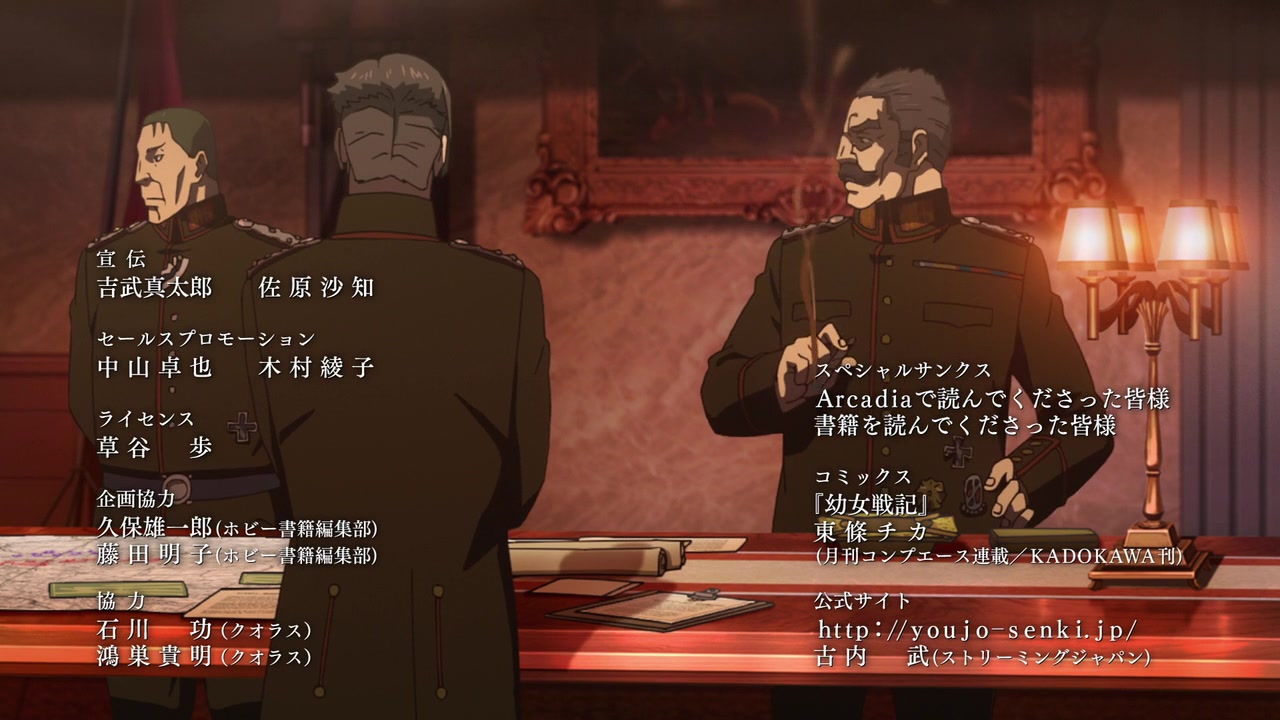 宣伝
吉武真太郎　佐原沙知
セールスプロモーション
中山卓也　木村綾子
ライセンス
草谷　歩
企画協力
久保雄一郎(ホビー書籍編集部)
藤田明子(ホビー書籍編集部)
協力
石川　功(クオラス)
鴻巣貴明(クオラス)
スペシャルサンクス
Arcadiaで読んでくださった皆様
書籍を読んでくださった皆様
コミックス
『幼女戦記』
東條チカ
(月刊コンプエース連載／KADOKAWA刊)
公式サイト
http://youjo-senki.jp/
古内　武(ストリーミングジャパン)